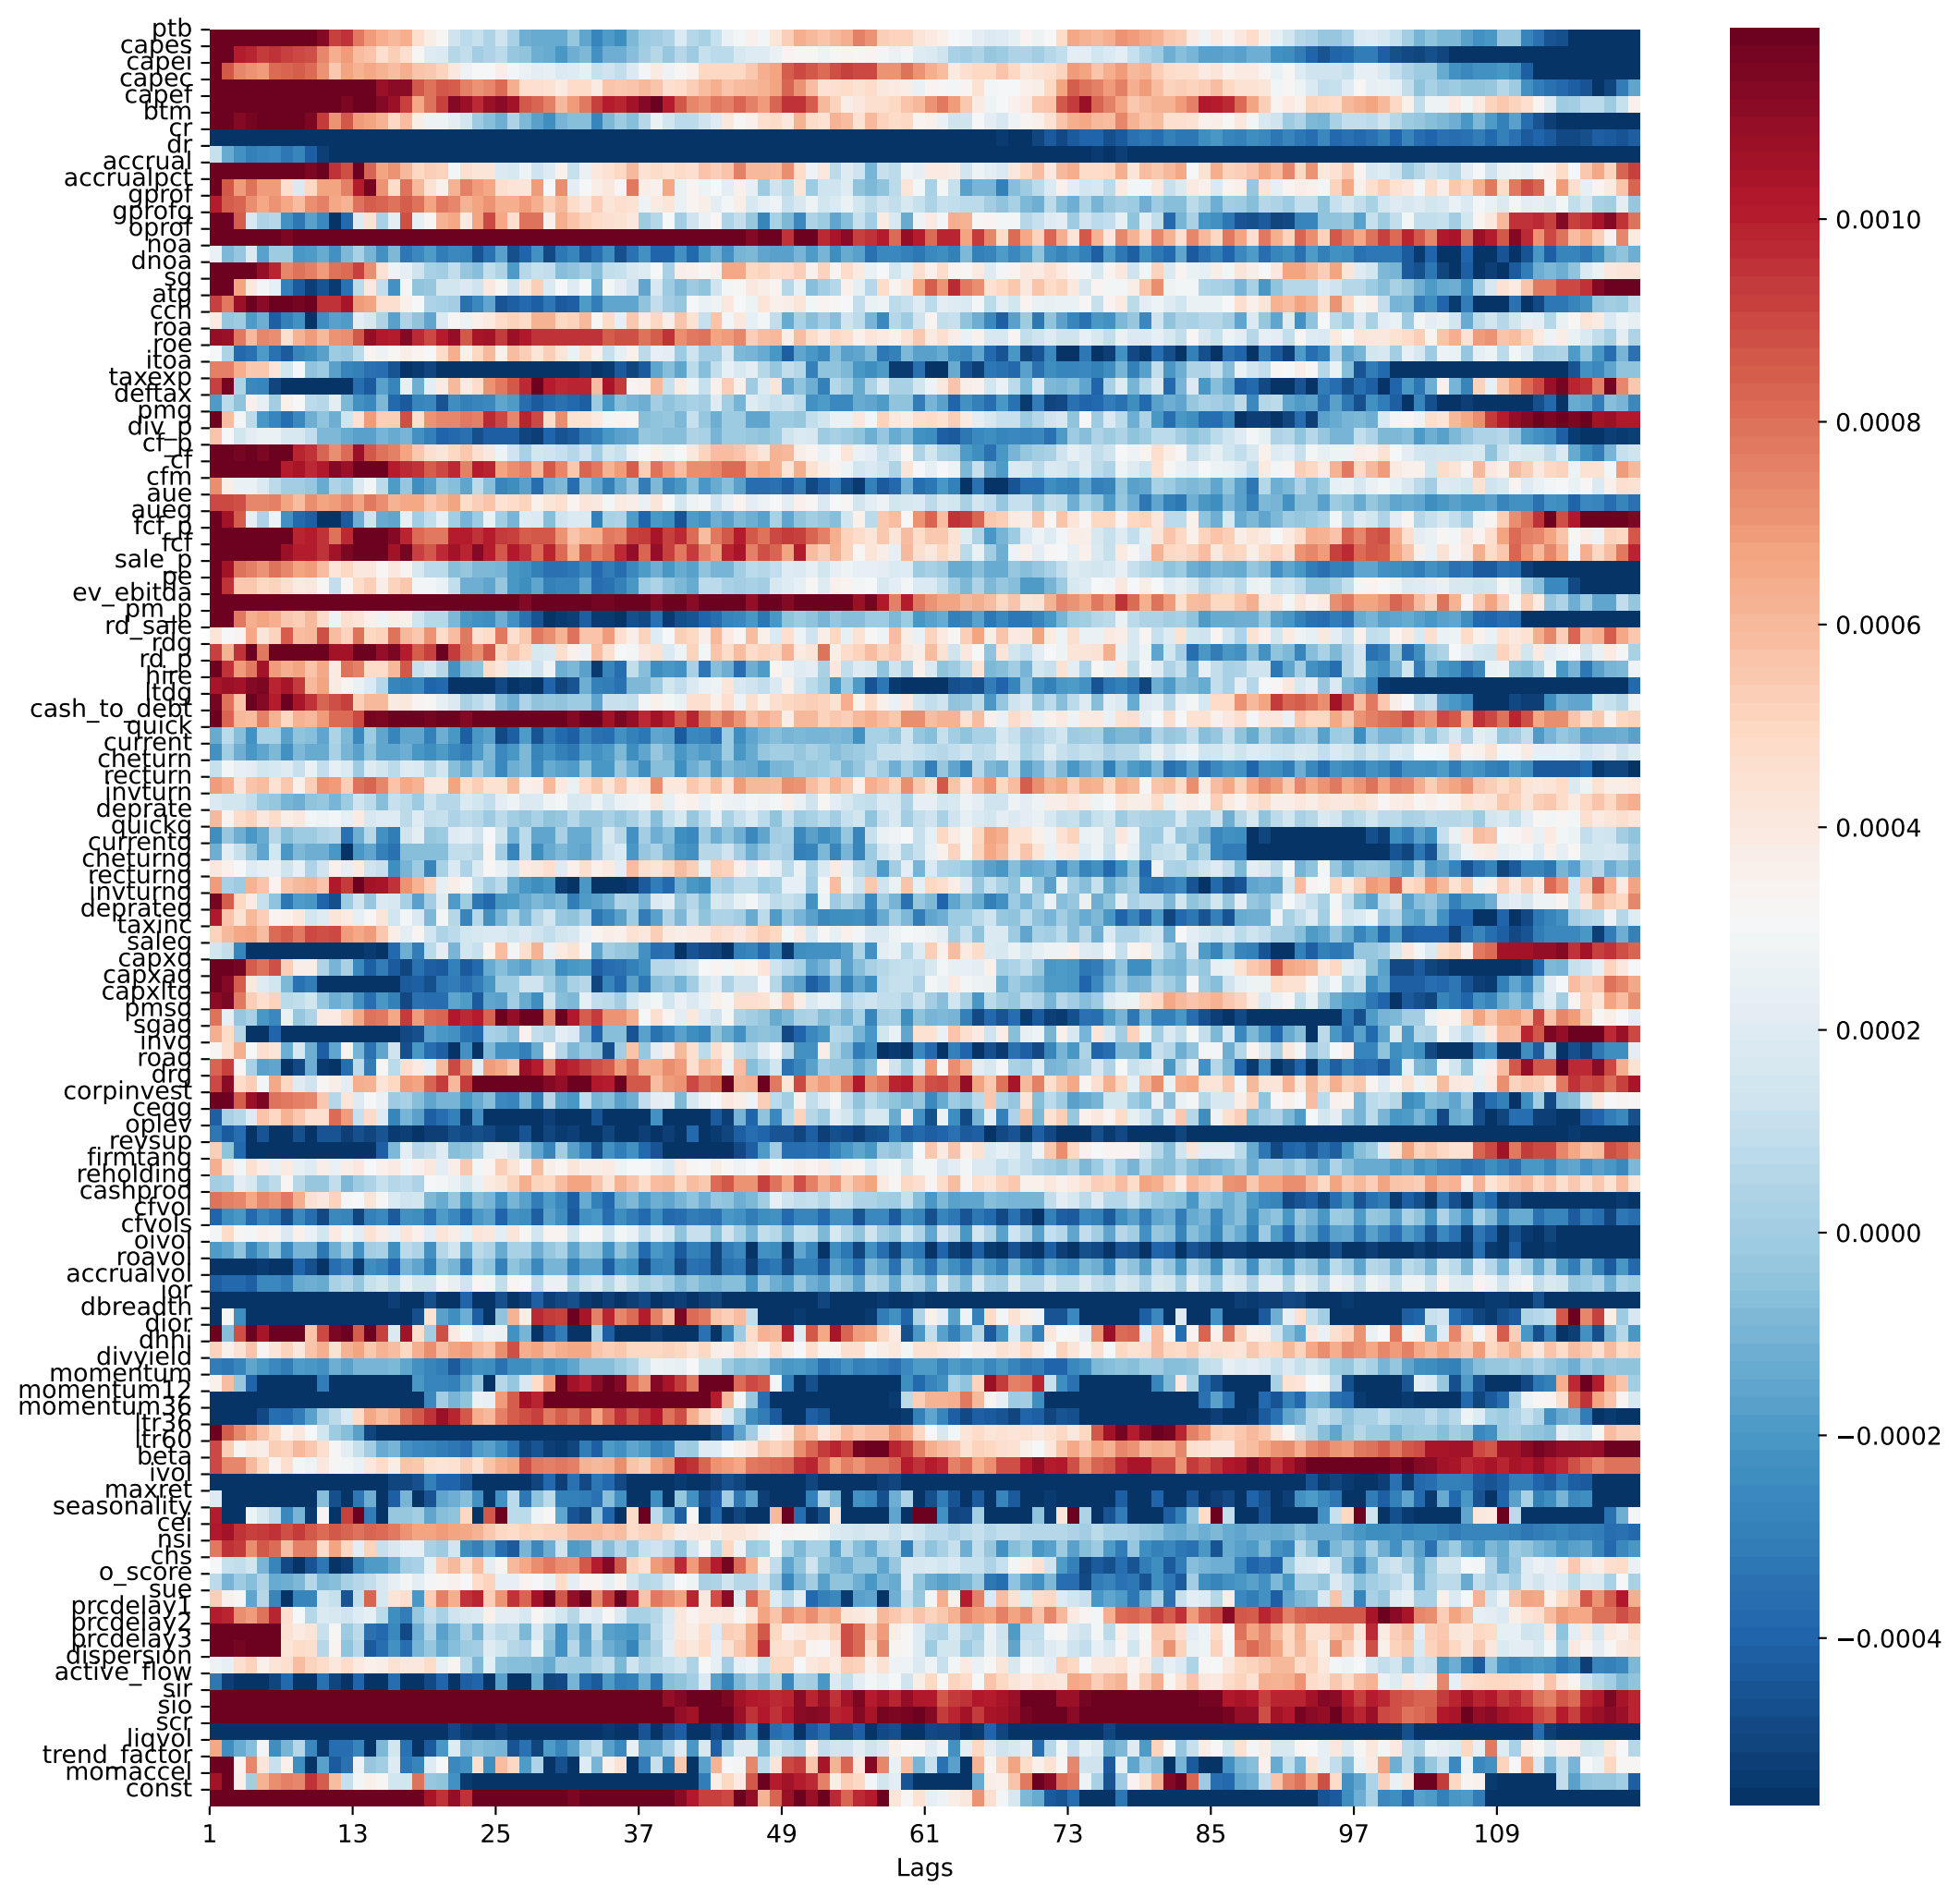 ptb
capes
capei
capec
capef
btm
cr
dr
accrual
accrualpct
gprof
gprofg
oprof
noa
dnoa
sg
atg
cch
roa
roe
itoa
taxexp
deftax
pmg
div_p
cf_p
cf
cfm
aue
aueg
fcf_p
fcf
sale_p
pe
ev_ebitda
pm_p
rd_sale
rdg
rd_p
hire
ltdg
cash_to_debt
quick
current
cheturn
recturn
invturn
deprate
quickg
currentg
cheturng
recturng
invturng
deprateg
taxinc
saleg
capxg
capxag
capxitg
pmsg
sgag
invg
roag
drg
corpinvest
ceqg
oplev
revsup
firmtang
reholding
cashprod
cfvol
cfvols
oivol
roavol
accrualvol
ior
dbreadth
dior
dhhi
divyield
momentum
momentum12
momentum36
ltr36
ltr60
beta
ivol
maxret
seasonality
cei
nsi
chs
o_score
sue
prcdelay1
prcdelay2
prcdelay3
dispersion
active_flow
sir
sio
scr
liqvol
trend_factor
momaccel
const
1 13 25 37 49 61 73 85 97 109
Lags
0.0010
0.0008
0.0006
0.0004
0.0002
0.0000
−0.0002
−0.0004